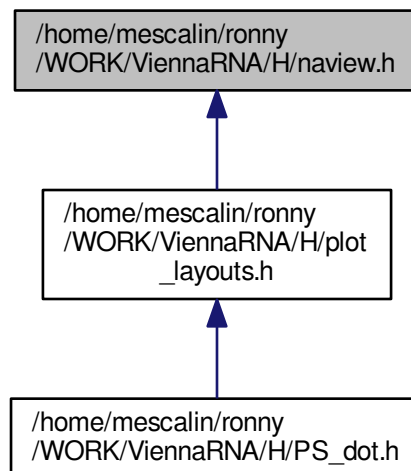 /home/mescalin/ronny
/WORK/ViennaRNA/H/naview.h
/home/mescalin/ronny
/WORK/ViennaRNA/H/plot
_layouts.h
/home/mescalin/ronny
/WORK/ViennaRNA/H/PS_dot.h